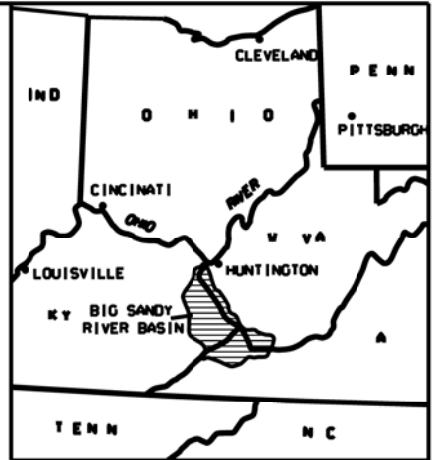 CLEVELAND
PENN
IND
OHIO
PITTSBURGH
CINCINATI
RIVER
OHIO
W VA
LOUISVILLE
HUNTINGTON
KY
BIG SANDY
RIVER BASIN
A
TENN
NC